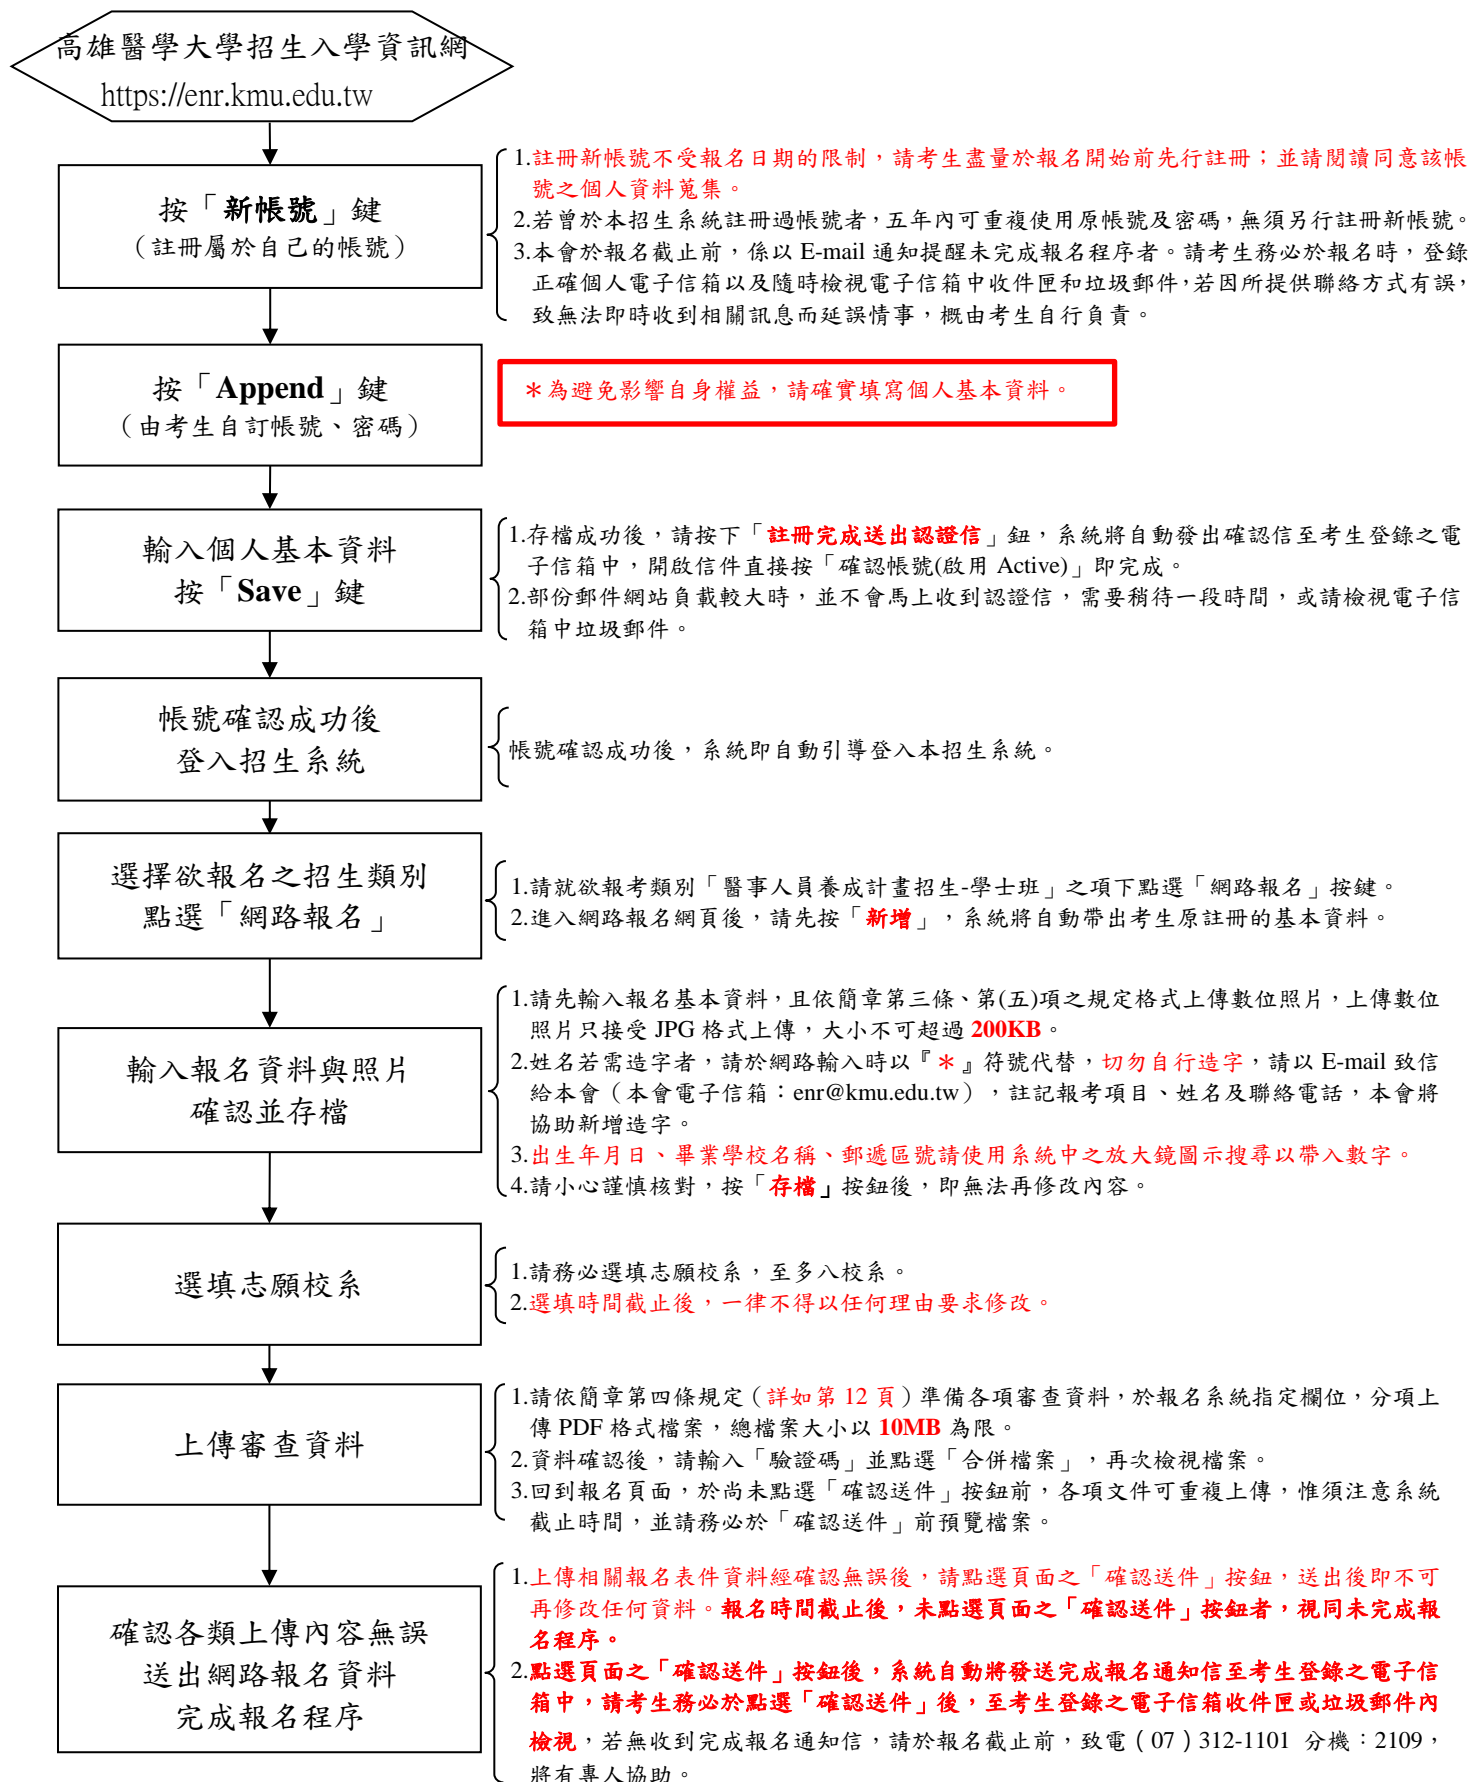 高雄醫學大學招生入學資訊網
https://enr.kmu.edu.tw
按「新帳號」鍵
（註冊屬於自己的帳號）
1.註冊新帳號不受報名日期的限制，請考生盡量於報名開始前先行註冊；並請閱讀同意該帳
號之個人資料蒐集。
2.若曾於本招生系統註冊過帳號者，五年內可重複使用原帳號及密碼，無須另行註冊新帳號。
3.本會於報名截止前，係以 E-mail 通知提醒未完成報名程序者。請考生務必於報名時，登錄
正確個人電子信箱以及隨時檢視電子信箱中收件匣和垃圾郵件，若因所提供聯絡方式有誤，
致無法即時收到相關訊息而延誤情事，概由考生自行負責。
按「Append」鍵
（由考生自訂帳號、密碼）
＊為避免影響自身權益，請確實填寫個人基本資料。
輸入個人基本資料
按「Save」鍵
1.存檔成功後，請按下「註冊完成送出認證信」鈕，系統將自動發出確認信至考生登錄之電
子信箱中，開啟信件直接按「確認帳號(啟用 Active)」即完成。
2.部份郵件網站負載較大時，並不會馬上收到認證信，需要稍待一段時間，或請檢視電子信
箱中垃圾郵件。
帳號確認成功後
登入招生系統
帳號確認成功後，系統即自動引導登入本招生系統。
選擇欲報名之招生類別
點選「網路報名」
1.請就欲報考類別「醫事人員養成計畫招生-學士班」之項下點選「網路報名」按鍵。
2.進入網路報名網頁後，請先按「新增」，系統將自動帶出考生原註冊的基本資料。
輸入報名資料與照片
確認並存檔
1.請先輸入報名基本資料，且依簡章第三條、第(五)項之規定格式上傳數位照片，上傳數位
照片只接受 JPG 格式上傳，大小不可超過 200KB。
2.姓名若需造字者，請於網路輸入時以『＊』符號代替，切勿自行造字，請以 E-mail 致信
給本會（本會電子信箱：enr@kmu.edu.tw），註記報考項目、姓名及聯絡電話，本會將
協助新增造字。
3.出生年月日、畢業學校名稱、郵遞區號請使用系統中之放大鏡圖示搜尋以帶入數字。
4.請小心謹慎核對，按「存檔」按鈕後，即無法再修改內容。
選填志願校系
1.請務必選填志願校系，至多八校系。
2.選填時間截止後，一律不得以任何理由要求修改。
上傳審查資料
1.請依簡章第四條規定（詳如第 12 頁）準備各項審查資料，於報名系統指定欄位，分項上
傳 PDF 格式檔案，總檔案大小以 10MB 為限。
2.資料確認後，請輸入「驗證碼」並點選「合併檔案」，再次檢視檔案。
3.回到報名頁面，於尚未點選「確認送件」按鈕前，各項文件可重複上傳，惟須注意系統
截止時間，並請務必於「確認送件」前預覽檔案。
確認各類上傳內容無誤
送出網路報名資料
完成報名程序
1.上傳相關報名表件資料經確認無誤後，請點選頁面之「確認送件」按鈕，送出後即不可
再修改任何資料。報名時間截止後，未點選頁面之「確認送件」按鈕者，視同未完成報
名程序。
2.點選頁面之「確認送件」按鈕後，系統自動將發送完成報名通知信至考生登錄之電子信
箱中，請考生務必於點選「確認送件」後，至考生登錄之電子信箱收件匣或垃圾郵件內
檢視，若無收到完成報名通知信，請於報名截止前，致電（07）312-1101 分機：2109，
將有專人協助。